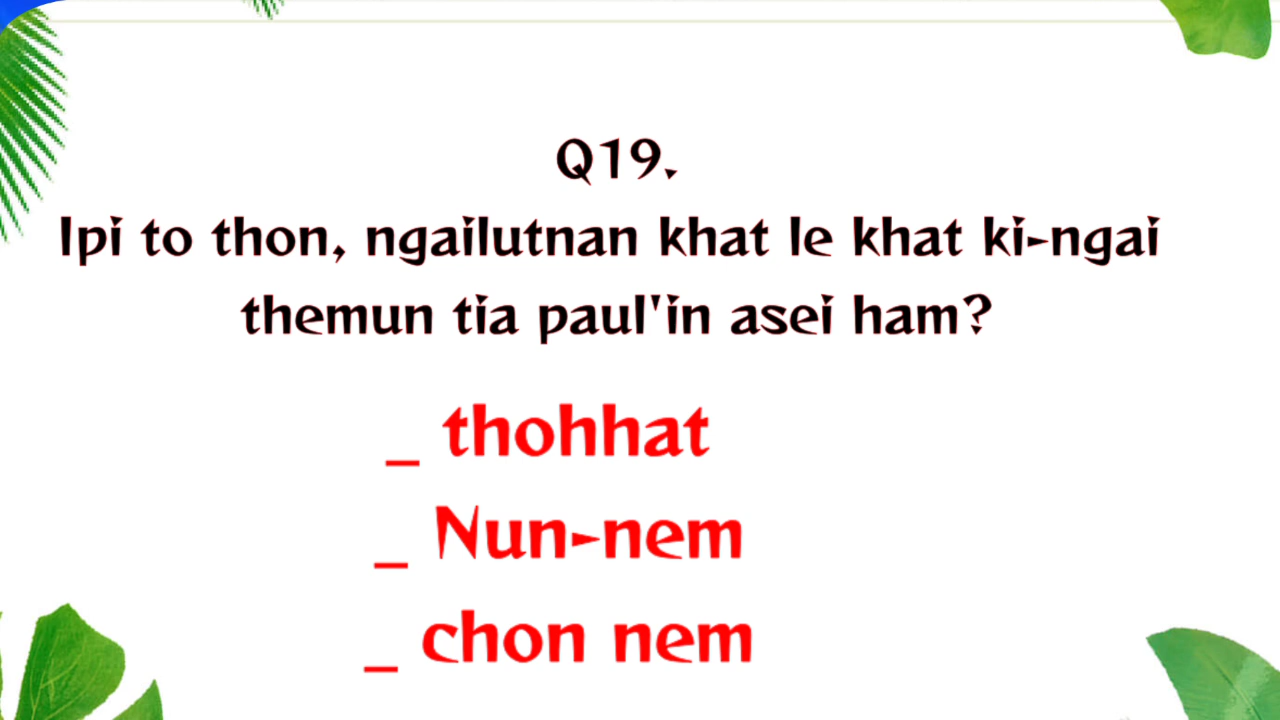 Q19.
Ipi to thon, ngailutnan khat le khat ki-ngai
themun tia paul'in asei ham?
_ thohhat
_ Nun-nem
_ chon nem